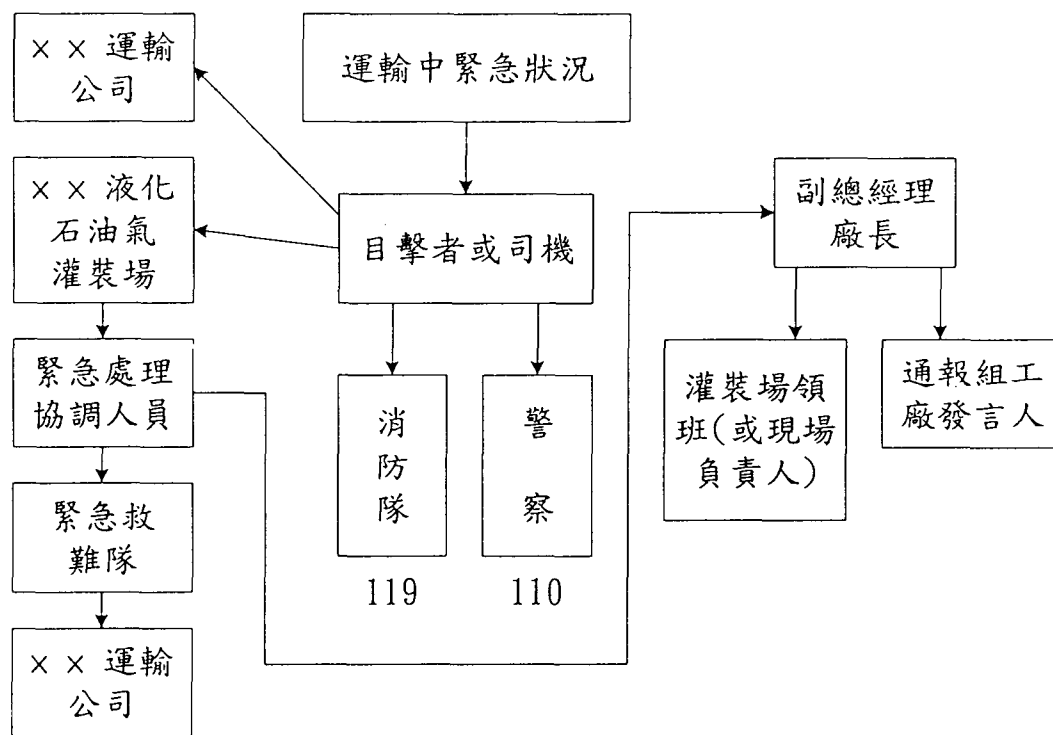 × × 運輸
公司
運輸中緊急狀況
× × 液化
石油氣
灌裝場
目擊者或司機
副總經理
廠長
緊急處理
協調人員
消
防
隊
警
察
灌裝場領
班(或現場
負責人)
通報組工
廠發言人
緊急救
難隊
119
110
× × 運輸
公司